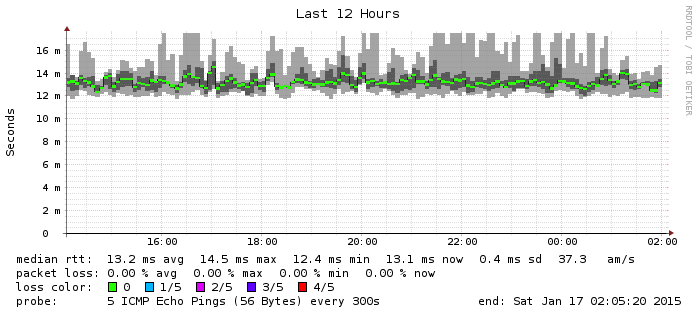 Last 12 Hours
RRDTOOL / TOBI OETIKER
Seconds
16 m
14 m
12 m
10 m
8 m
6 m
4 m
2 m
0
16:00 18:00 20:00 22:00 00:00 02:00
median rtt: 13.2 ms avg 14.5 ms max 12.4 ms min 13.1 ms now 0.4 ms sd 37.3 am/s
packet loss: 0.00 % avg 0.00 % max 0.00 % min 0.00 % now
loss color: 0 1/5 2/5 3/5 4/5
probe: 5 ICMP Echo Pings (56 Bytes) every 300s end: Sat Jan 17 02:05:20 2015